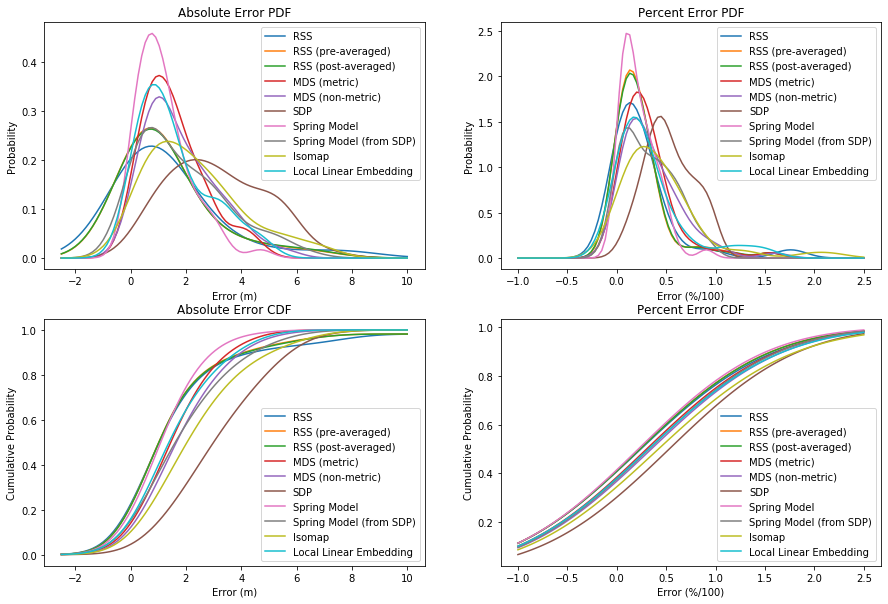 Absolute Error PDF
Probability
0.4
0.3
0.2
0.1
0.0
RSS
RSS (pre-averaged)
RSS (post-averaged)
MDS (metric)
MDS (non-metric)
SDP
Spring Model
Spring Model (from SDP)
Isomap
Local Linear Embedding
−2 0 2 4 6 8 10
Error (m)
Percent Error PDF
Probability
2.5
2.0
1.5
1.0
0.5
0.0
RSS
RSS (pre-averaged)
RSS (post-averaged)
MDS (metric)
MDS (non-metric)
SDP
Spring Model
Spring Model (from SDP)
Isomap
Local Linear Embedding
−1.0 −0.5 0.0 0.5 1.0 1.5 2.0 2.5
Error (%/100)
Absolute Error CDF
Cumulative Probability
1.0
0.8
0.6
0.4
0.2
0.0
RSS
RSS (pre-averaged)
RSS (post-averaged)
MDS (metric)
MDS (non-metric)
SDP
Spring Model
Spring Model (from SDP)
Isomap
Local Linear Embedding
−2 0 2 4 6 8 10
Error (m)
Percent Error CDF
Cumulative Probability
1.0
0.8
0.6
0.4
0.2
RSS
RSS (pre-averaged)
RSS (post-averaged)
MDS (metric)
MDS (non-metric)
SDP
Spring Model
Spring Model (from SDP)
Isomap
Local Linear Embedding
−1.0 −0.5 0.0 0.5 1.0 1.5 2.0 2.5
Error (%/100)